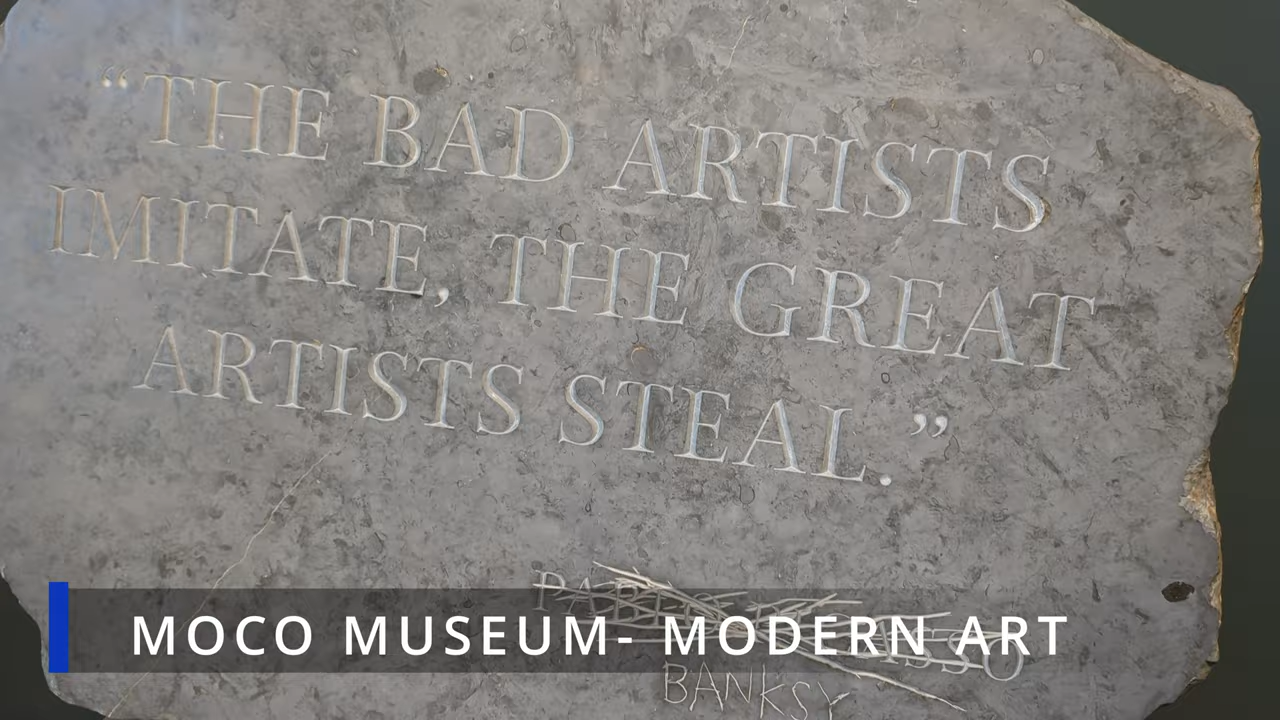 “THE BAD ARTISTS
IMITATE, THE GREAT
ARTISTS STEAL.”
MOCO MUSEUM- MODERN ART
BANKSY